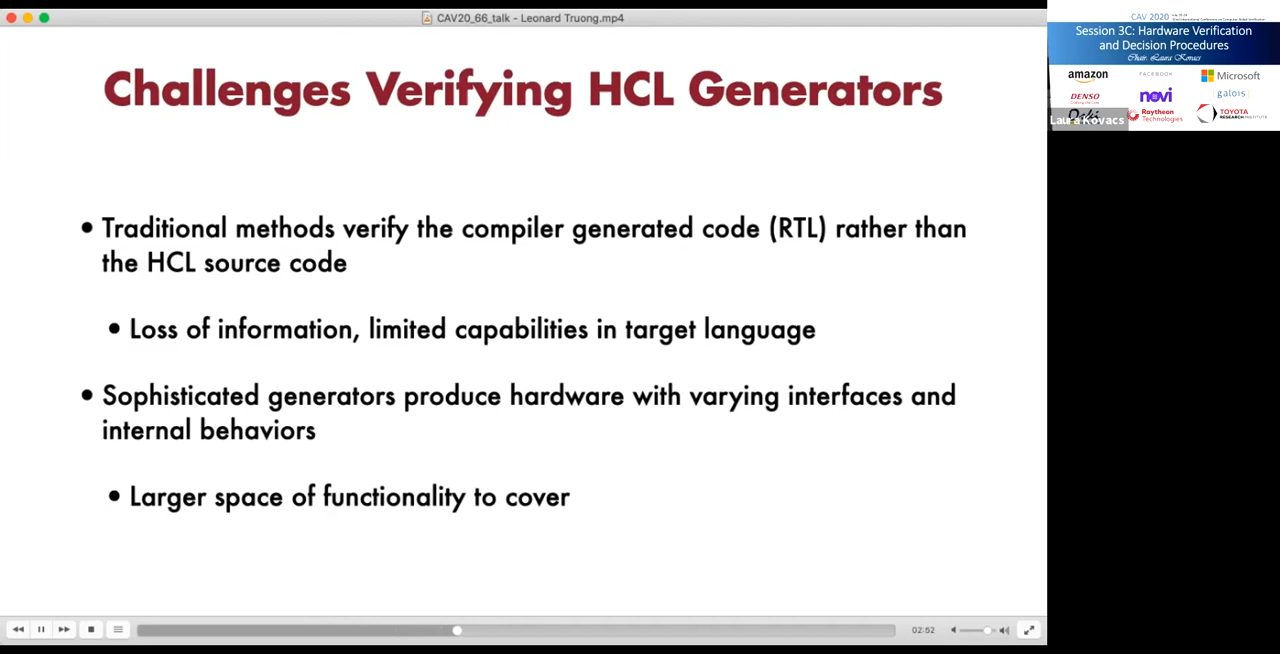 CAV20_66_talk - Leonard Truong.mp4
Challenges Verifying HCL Generators
• Traditional methods verify the compiler generated code (RTL) rather than
the HCL source code
• Loss of information, limited capabilities in target language
• Sophisticated generators produce hardware with varying interfaces and
internal behaviors
• Larger space of functionality to cover
02:52
CAV 2020
Session 3C: Hardware Verification
and Decision Procedures
Chair: Laura Kovacs
amazon
FACEBOOK
Microsoft
DENSO
novi
|galois|
Laura Kovacs
Raytheon
Technologies
TOYOTA
RESEARCH INSTITUTE